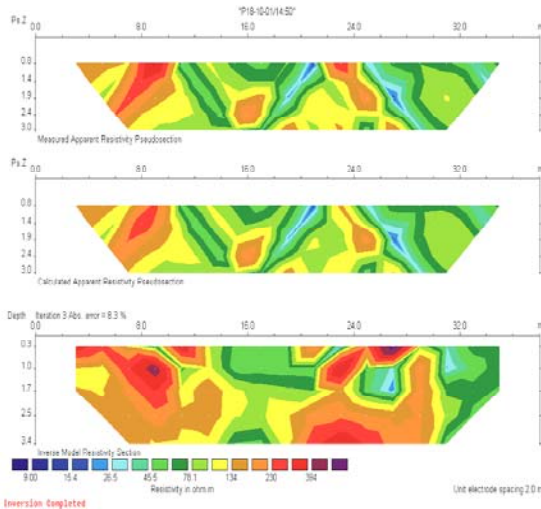 "P18-10-01/14:50"
Ps.Z 0.0 8.0 16.0 24.0 32.0 m
0.8
1.4
1.9
2.4
3.0
Measured Apparent Resistivity Pseudosection
Ps.Z 0.0 8.0 16.0 24.0 32.0 m
0.8
1.4
1.9
2.4
3.0
Calculated Apparent Resistivity Pseudosection
Depth Iteration 3 Abs. error = 8.3 %
0.0 8.0 16.0 24.0 32.0 m
0.3
1.0
1.7
2.5
3.4
Inverse Model Resistivity Section
9.00 15.4 26.5 45.5 78.1 134 230 394
Resistivity in ohm.m
Unit electrode spacing 2.0 m
Inversion Completed